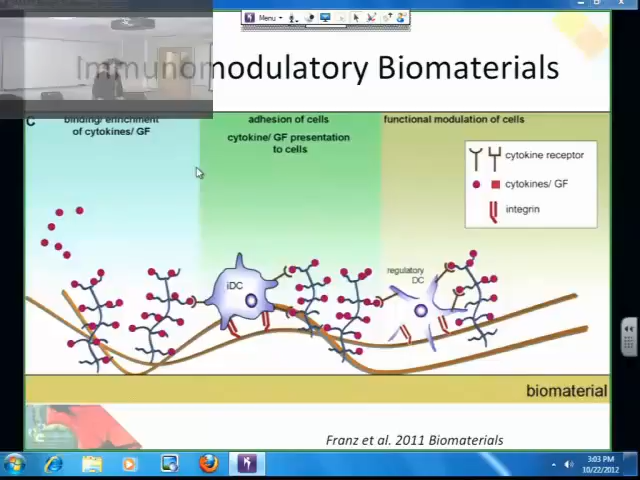 Menu
Immunomodulatory Biomaterials
C
binding/enrichment
of cytokines/ GF
adhesion of cells
cytokine/ GF presentation
to cells
functional modulation of cells
cytokine receptor
cytokines/ GF
integrin
iDC
regulatory
DC
biomaterial
Franz et al. 2011 Biomaterials
3:03 PM
10/22/2012